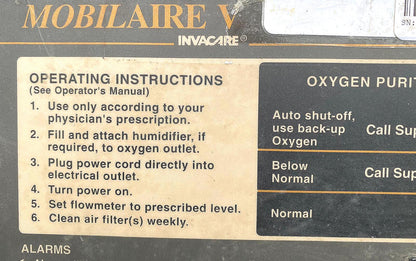 MOBILAIRE V
INVACARE®
SN:
OPERATING INSTRUCTIONS
(See Operator's Manual)
1. Use only according to your
physician's prescription.
2. Fill and attach humidifier, if
required, to oxygen outlet.
3. Plug power cord directly into
electrical outlet.
4. Turn power on.
5. Set flowmeter to prescribed level.
6. Clean air filter(s) weekly.
OXYGEN PURIT
Auto shut-off,
use back-up
Oxygen
Call Sup
Below
Normal
Call Sup
Normal
ALARMS